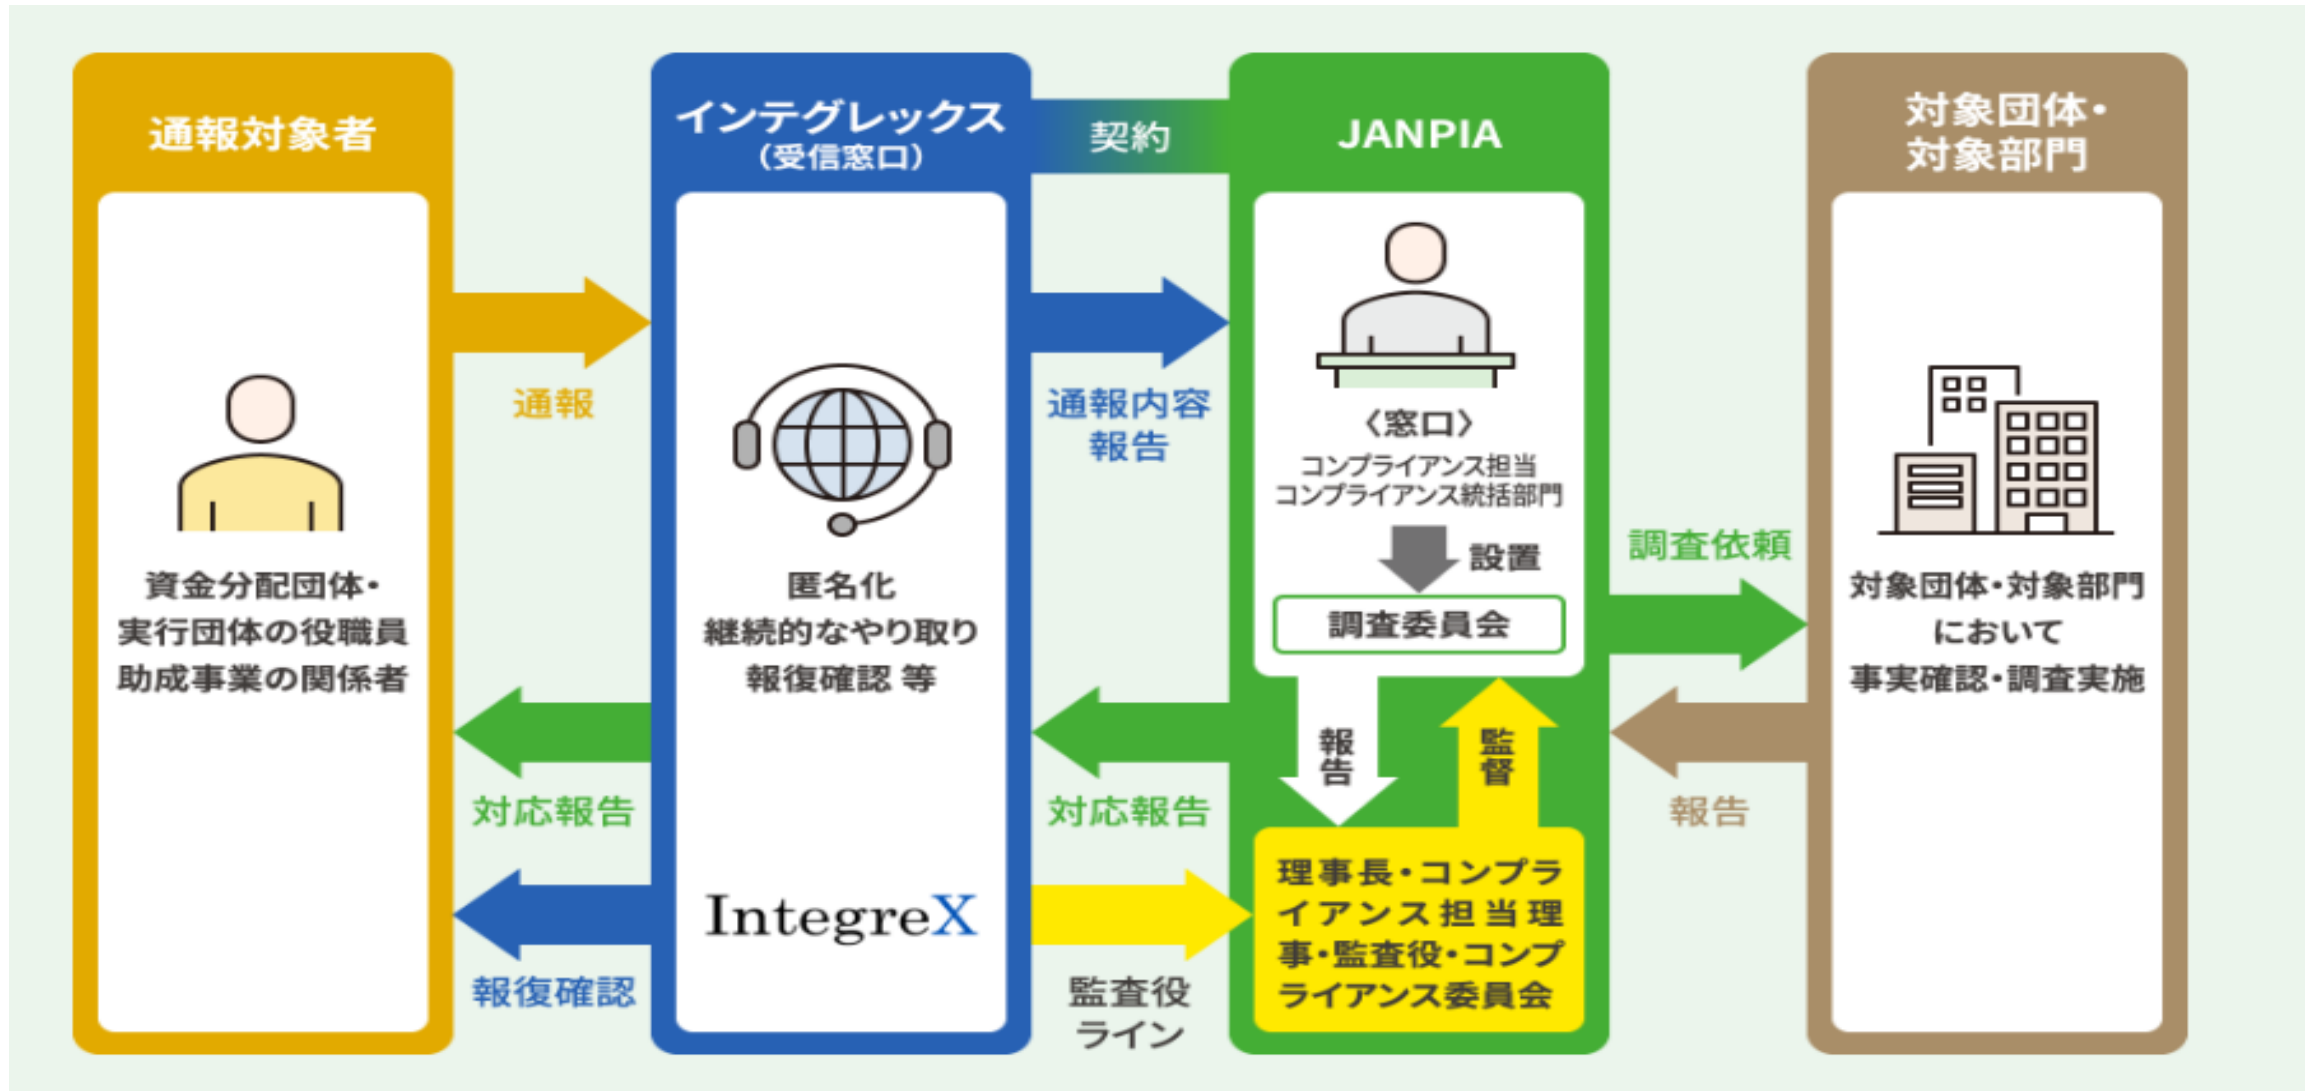 通報対象者
資金分配団体・
実行団体の役職員
助成事業の関係者
通報
対応報告
報復確認
インテグレックス
（受信窓口）
匿名化
継続的なやり取り
報復確認 等
IntegreX
契約
通報内容
報告
対応報告
監査役
ライン
JANPIA
〈窓口〉
コンプライアンス担当
コンプライアンス統括部門
設置
調査委員会
報告
監督
理事長・コンプラ
イアンス担当理
事・監査役・コンプ
ライアンス委員会
調査依頼
報告
対象団体・
対象部門
対象団体・対象部門
において
事実確認・調査実施